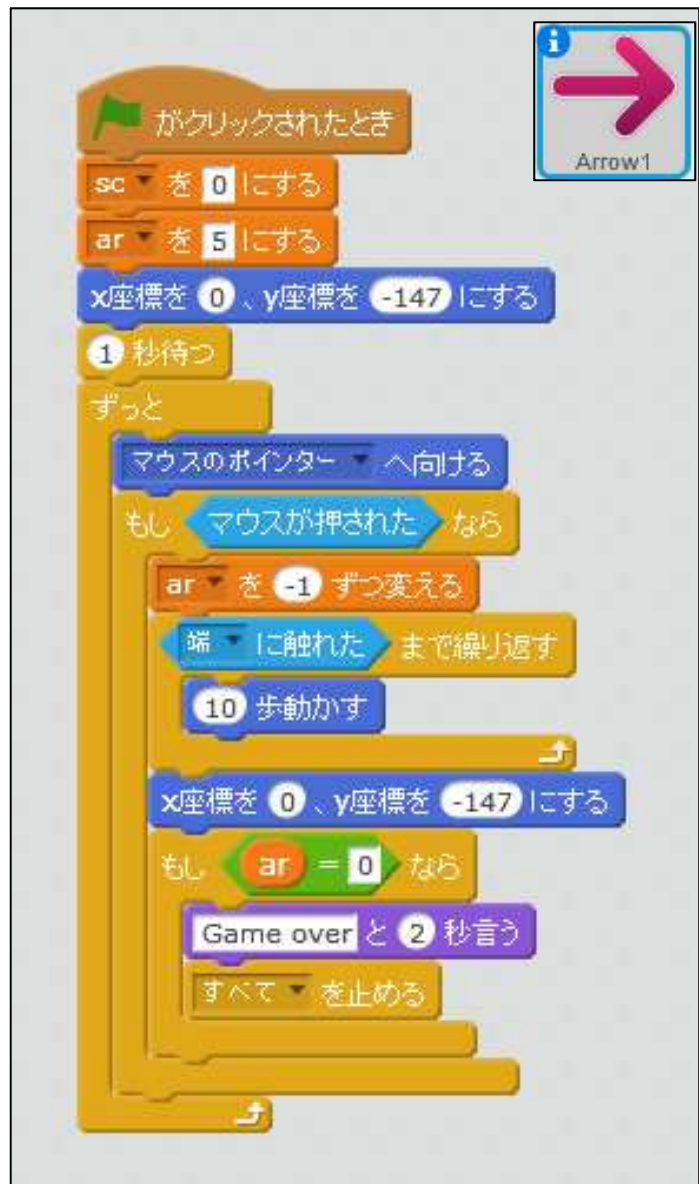 Arrow1
がクリックされたとき
sc を 0 にする
ar を 5 にする
x座標を 0 、y座標を -147 にする
1 秒待つ
ずっと
マウスのポインター へ向ける
もし マウスが押された なら
ar を -1 ずつ変える
端 に触れた まで繰り返す
10 歩動かす
x座標を 0 、y座標を -147 にする
もし ar = 0 なら
Game over と 2 秒言う
すべて を止める